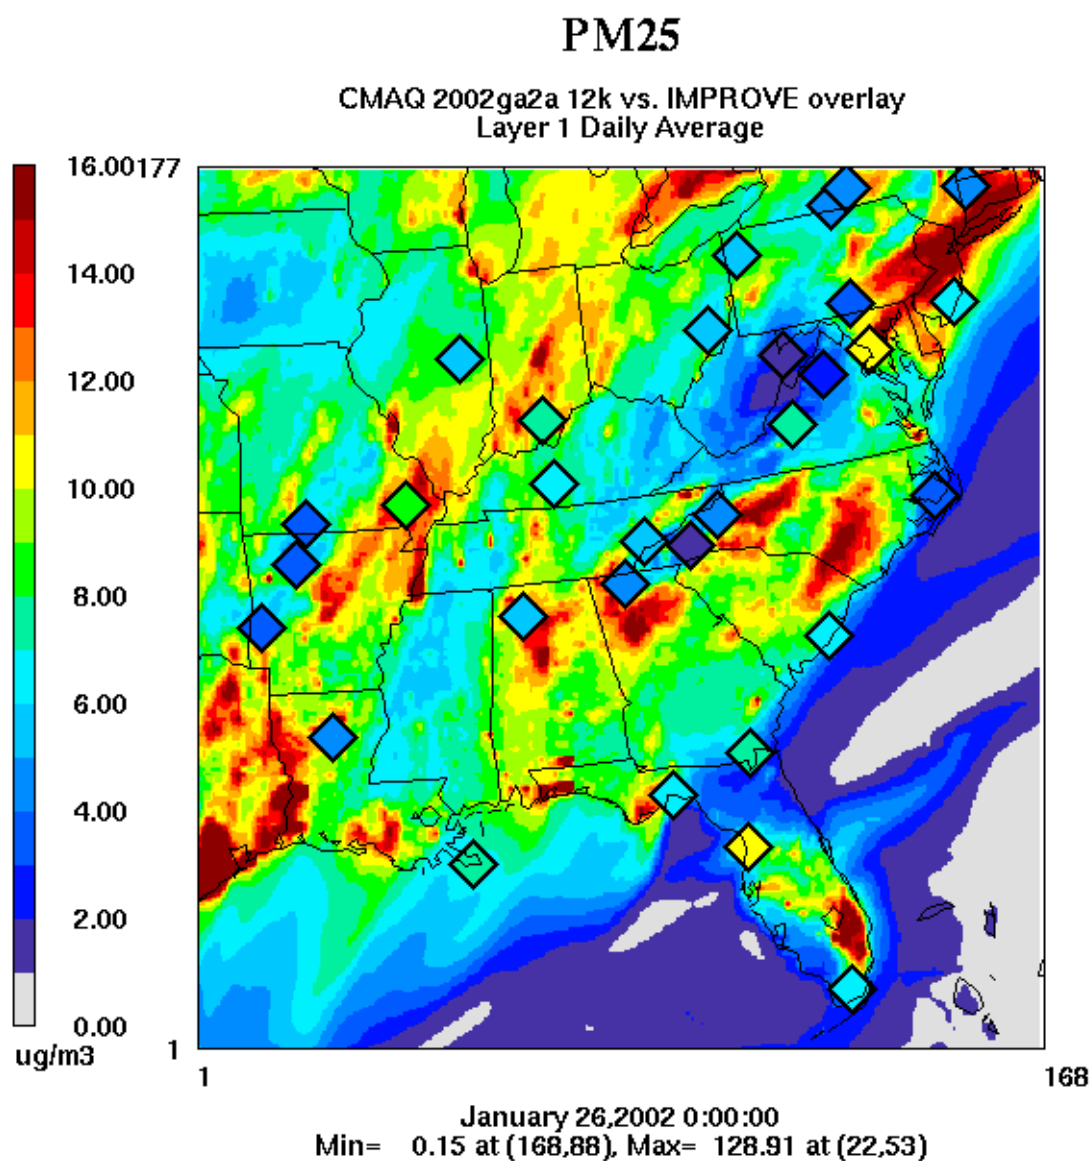 PM25
CMAQ 2002ga2a 12k vs. IMPROVE overlay
Layer 1 Daily Average
16.00
14.00
12.00
10.00
8.00
6.00
4.00
2.00
0.00
ug/m3
177
1
1
168
January 26,2002 0:00:00
Min= 0.15 at (168,88), Max= 128.91 at (22,53)